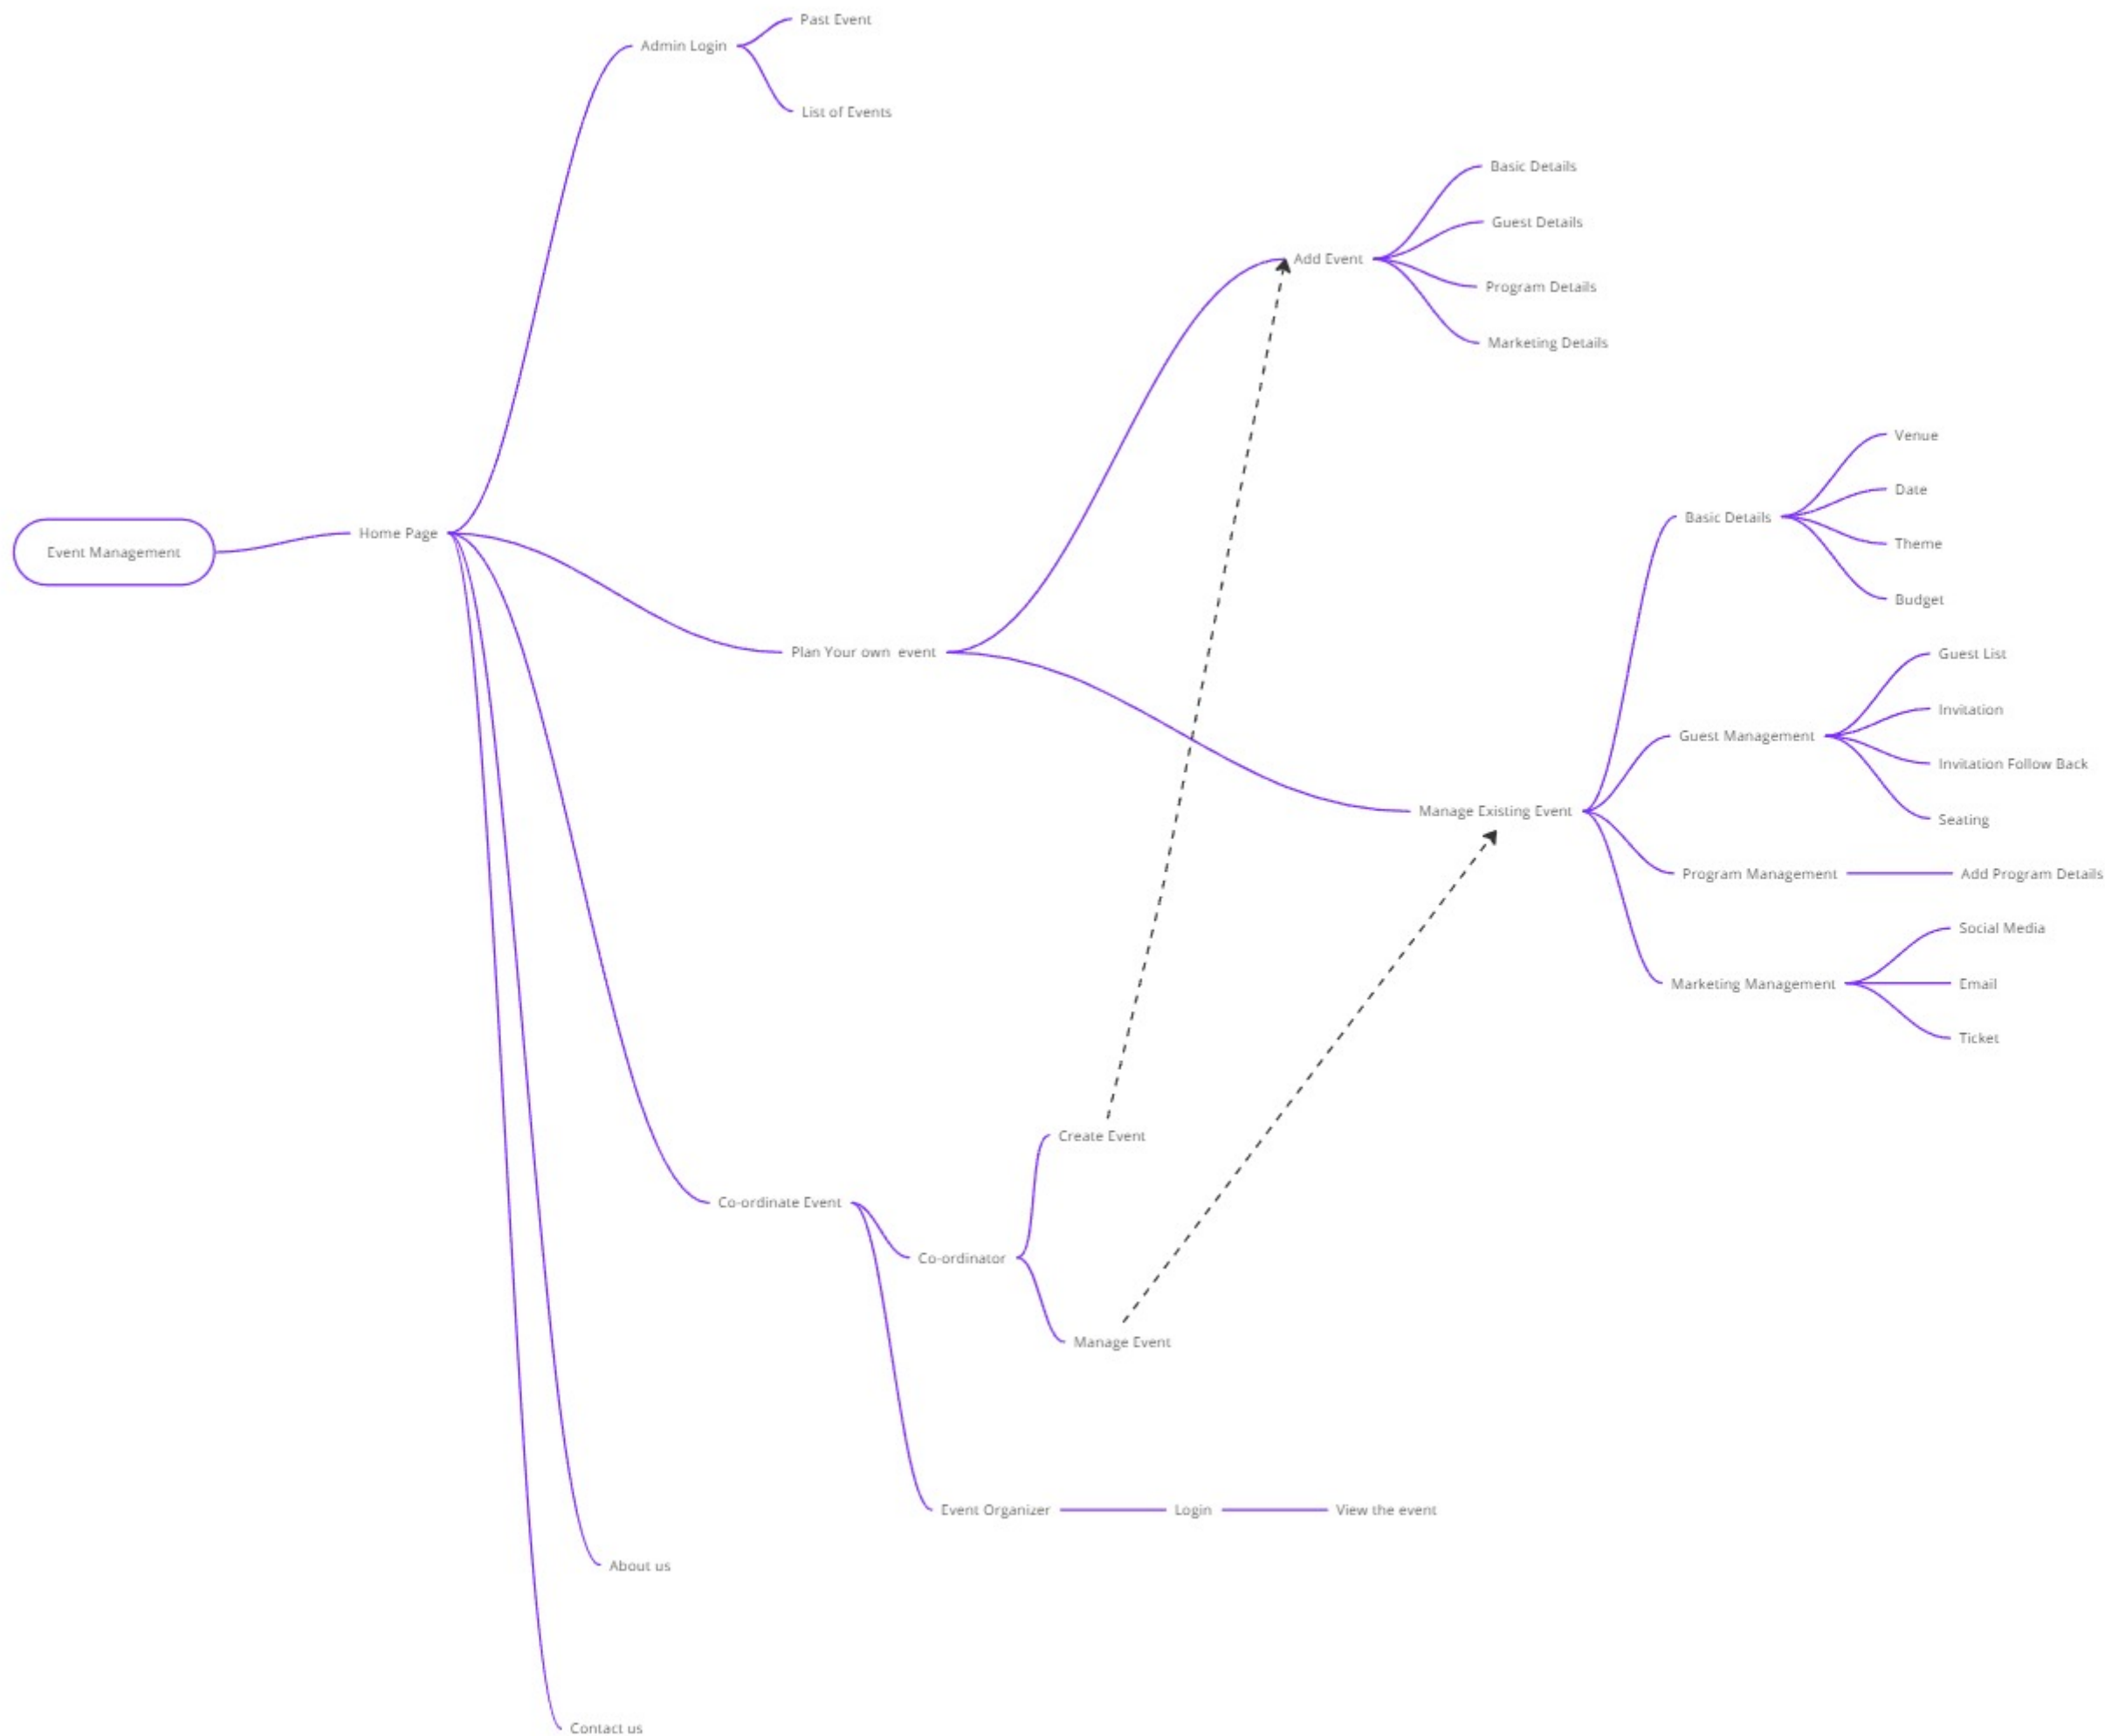 Past Event
Admin Login
List of Events
Basic Details
Guest Details
Add Event
Program Details
Marketing Details
Venue
Date
Basic Details
Theme
Budget
Event Management
Home Page
Plan Your own event
Guest List
Invitation
Guest Management
Invitation Follow Back
Seating
Manage Existing Event
Program Management
Add Program Details
Social Media
Marketing Management
Email
Ticket
Create Event
Co-ordinate Event
Co-ordinator
Manage Event
Event Organizer
Login
View the event
About us
Contact us